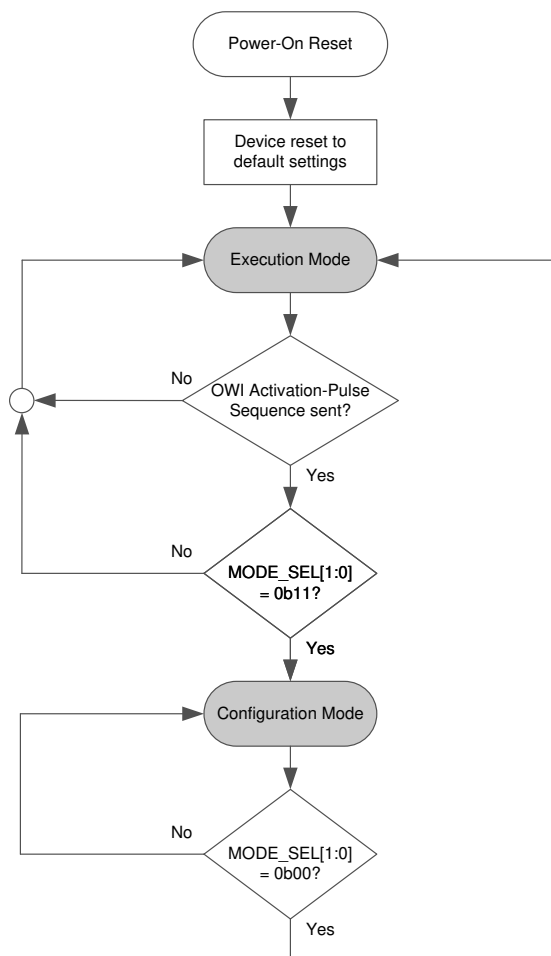 Power-On Reset
Device reset to
default settings
Execution Mode
No
OWI Activation-Pulse
Sequence sent?
Yes
No
MODE_SEL[1:0]
= 0b11?
Yes
Configuration Mode
No
MODE_SEL[1:0]
= 0b00?
Yes